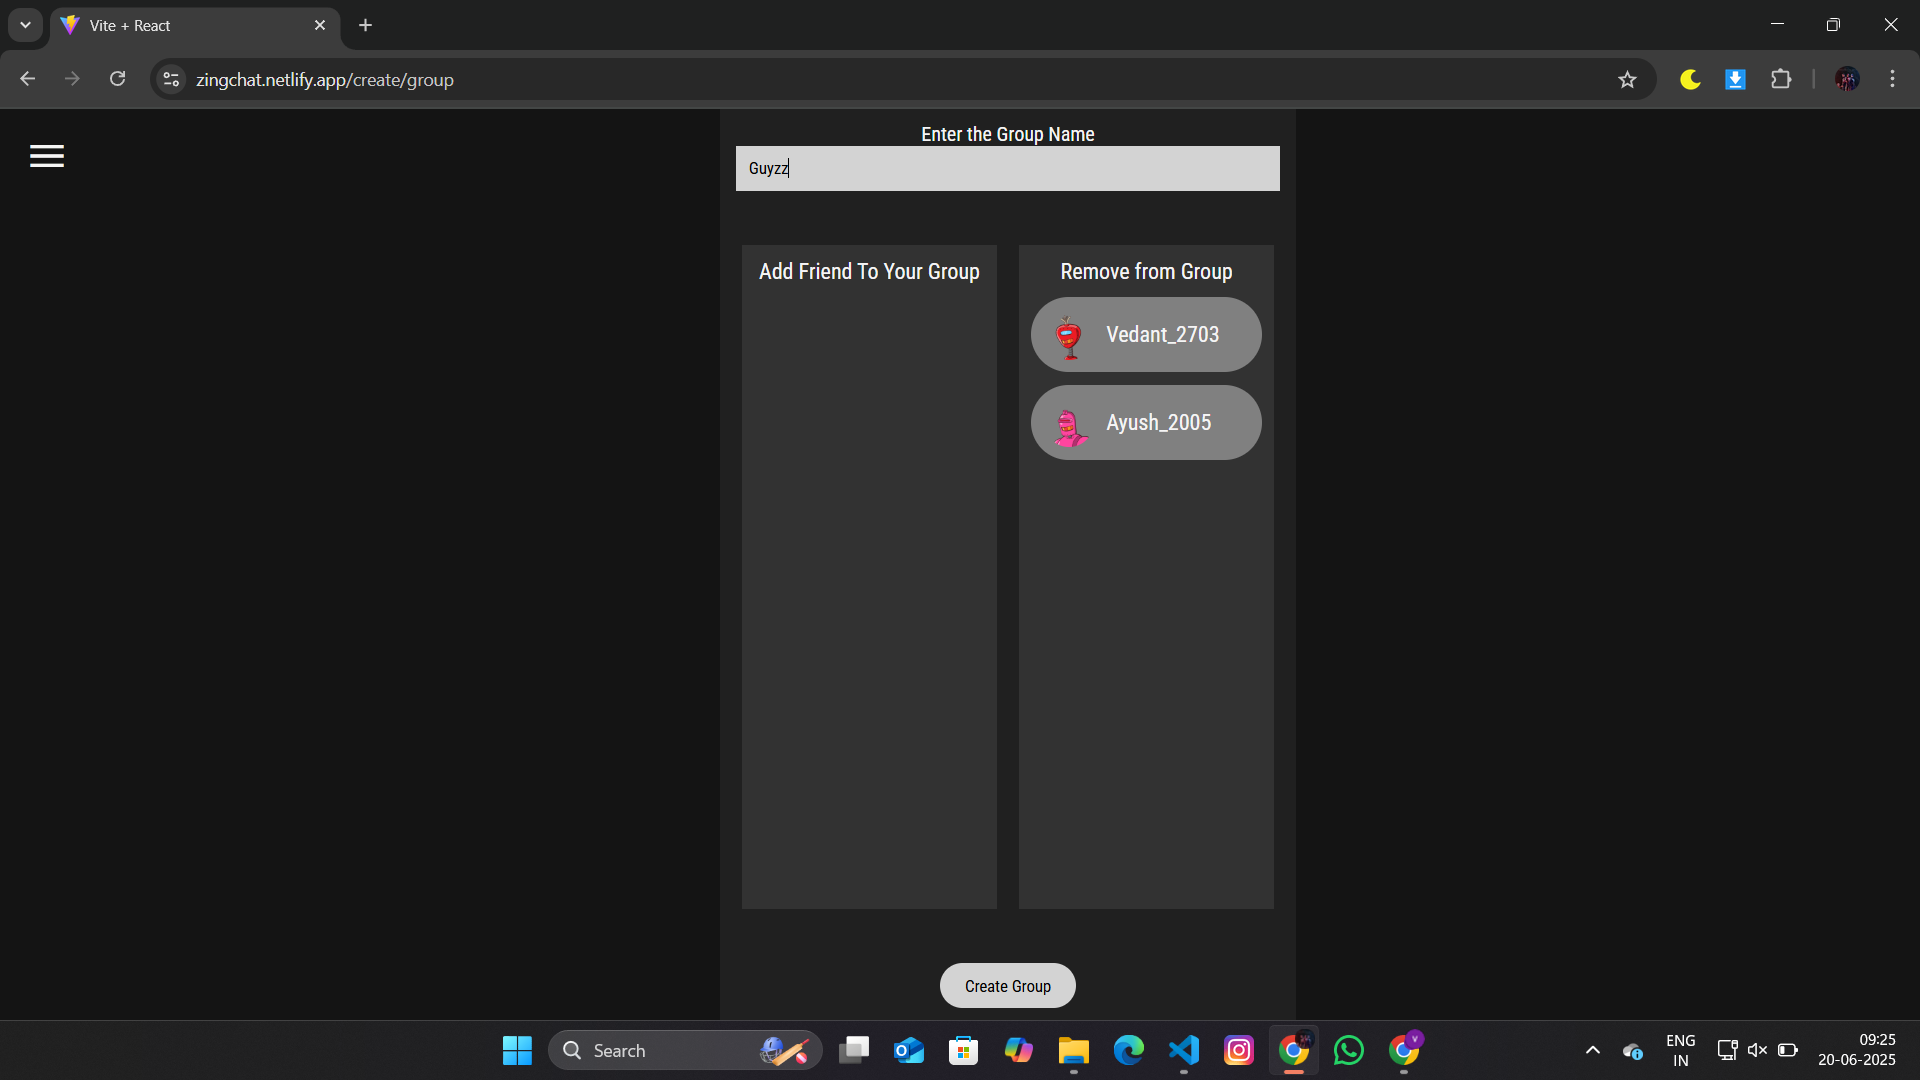 Vite + React
zingchat.netlify.app/create/group
Enter the Group Name
Guyzz
Add Friend To Your Group
Remove from Group
Vedant_2703
Ayush_2005
Create Group
Search
V
ENG
IN
09:25
20-06-2025